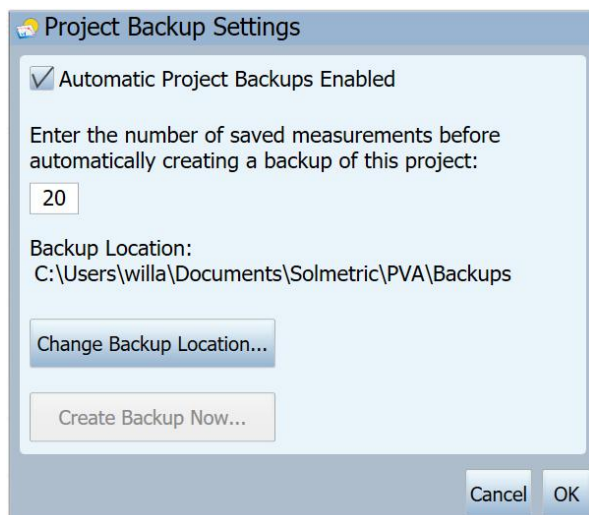 Project Backup Settings
Automatic Project Backups Enabled
Enter the number of saved measurements before
automatically creating a backup of this project:
20
Backup Location:
C:\Users\willa\Documents\Solmetric\PVA\Backups
Change Backup Location...
Create Backup Now...
Cancel OK